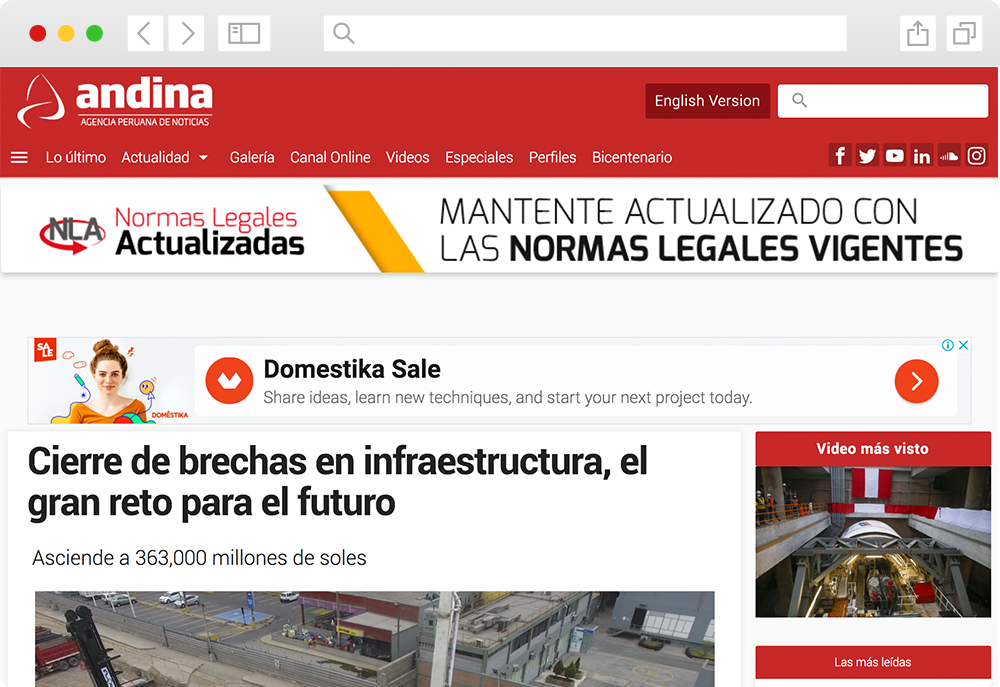 andina
AGENCIA PERUANA DE NOTICIAS
English Version
Lo último Actualidad Galería Canal Online Videos Especiales Perfiles Bicentenario
NLA Normas Legales
Actualizadas
MANTENTE ACTUALIZADO CON
LAS NORMAS LEGALES VIGENTES
SALE
DOMESTIKA
Domestika Sale
Share ideas, learn new techniques, and start your next project today.
Cierre de brechas en infraestructura, el
gran reto para el futuro
Asciende a 363,000 millones de soles
Video más visto
Las más leídas